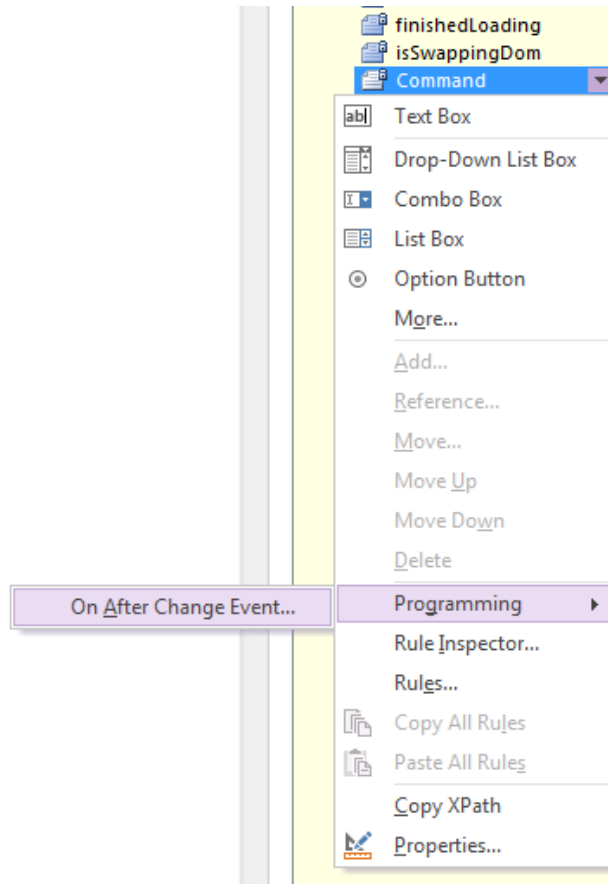 finishedLoading
isSwappingDom
Command
ab Text Box
Drop-Down List Box
Combo Box
List Box
Option Button
More...
Add...
Reference...
Move...
Move Up
Move Down
Delete
On After Change Event... Programming
Rule Inspector...
Rules...
Copy All Rules
Paste All Rules
Copy XPath
Properties...